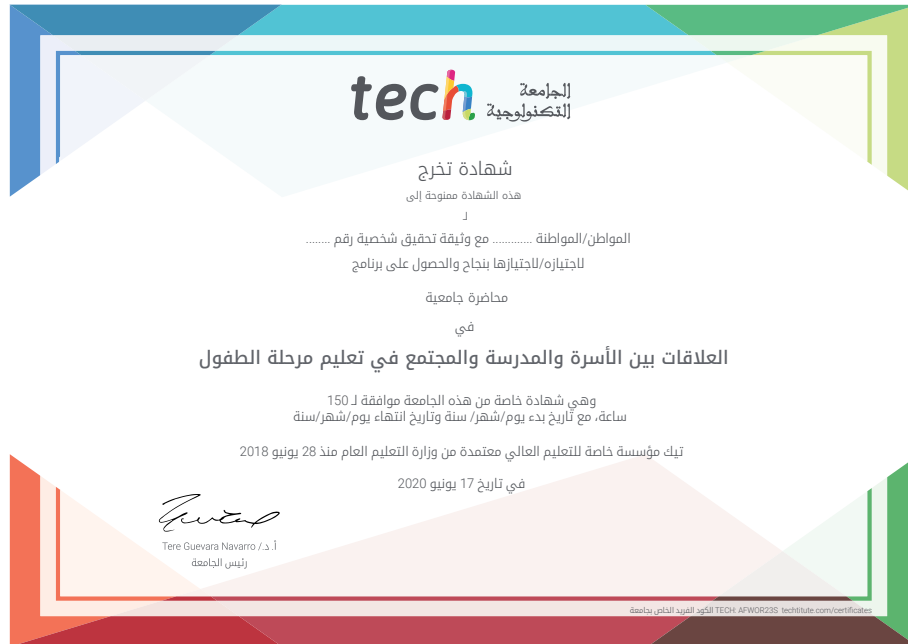 tech
الجامعة
التكنولوجية
شهادة تخرج
هذه الشهادة ممنوحة إلى
لـ
المواطن/المواطنة ............ مع وثيقة تحقيق شخصية رقم ........
لاجتيازه/لاجتيازها بنجاح والحصول على برنامج
محاضرة جامعية
في
العلاقات بين الأسرة والمدرسة والمجتمع في تعليم مرحلة الطفول
وهي شهادة خاصة من هذه الجامعة موافقة لـ 150
ساعة، مع تاريخ بدء يوم/شهر/ سنة وتاريخ انتهاء يوم/شهر/سنة
تيك مؤسسة خاصة للتعليم العالي معتمدة من وزارة التعليم العام منذ 28 يونيو 2018
في تاريخ 17 يونيو 2020
أ. د./ Tere Guevara Navarro
رئيس الجامعة
الكود الفريد الخاص بجامعة TECH: AFWOR23S techtitute.com/certificates